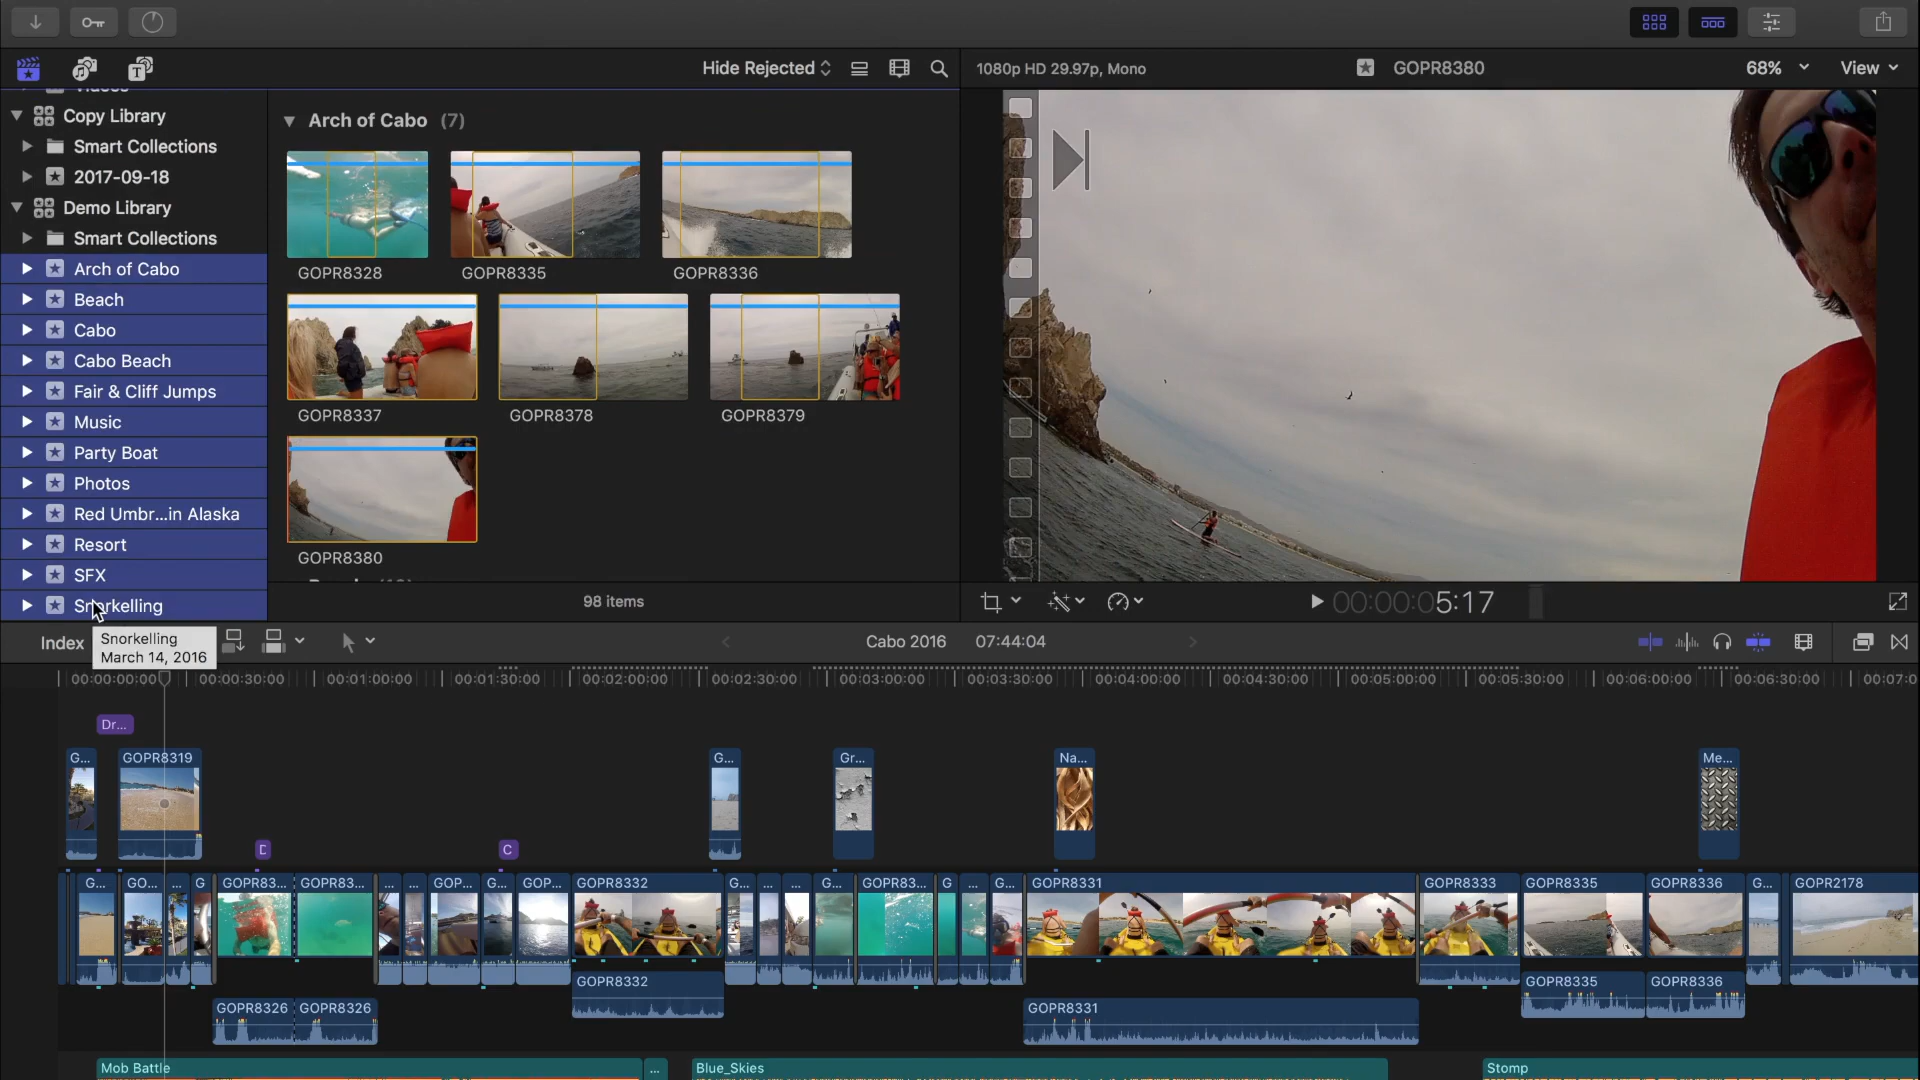 Hide Rejected
1080p HD 29.97p, Mono
GOPR8380
68%
View
Videos
Copy Library
Smart Collections
2017-09-18
Demo Library
Smart Collections
Arch of Cabo
Beach
Cabo
Cabo Beach
Fair & Cliff Jumps
Music
Party Boat
Photos
Red Umbr...in Alaska
Resort
SFX
Snorkelling
Snorkelling
March 14, 2016
Arch of Cabo (7)
GOPR8328
GOPR8335
GOPR8336
GOPR8337
GOPR8378
GOPR8379
GOPR8380
98 items
00:00:05:17
Index
Cabo 2016
07:44:04
00:00:00:00
00:00:30:00
00:01:00:00
00:01:30:00
00:02:00:00
00:02:30:00
00:03:00:00
00:03:30:00
00:04:00:00
00:04:30:00
00:05:00:00
00:05:30:00
00:06:00:00
00:06:30:00
00:07:0
Dr...
G...
GOPR8319
G...
Gr...
Na...
Me...
C
G...
GO...
...
G
GOPR83...
GOPR83...
...
...
GOP...
G...
GOP...
GOPR8332
G...
...
...
G...
GOPR83...
G
...
G...
GOPR8331
GOPR8333
GOPR8335
GOPR8336
G...
GOPR2178
GOPR8332
GOPR8335
GOPR8336
GOPR8326
GOPR8326
GOPR8331
Mob Battle
...
Blue_Skies
Stomp